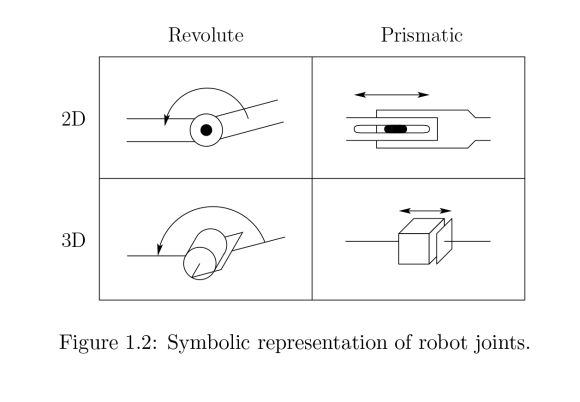 Revolute Prismatic
2D
3D
Figure 1.2: Symbolic representation of robot joints.